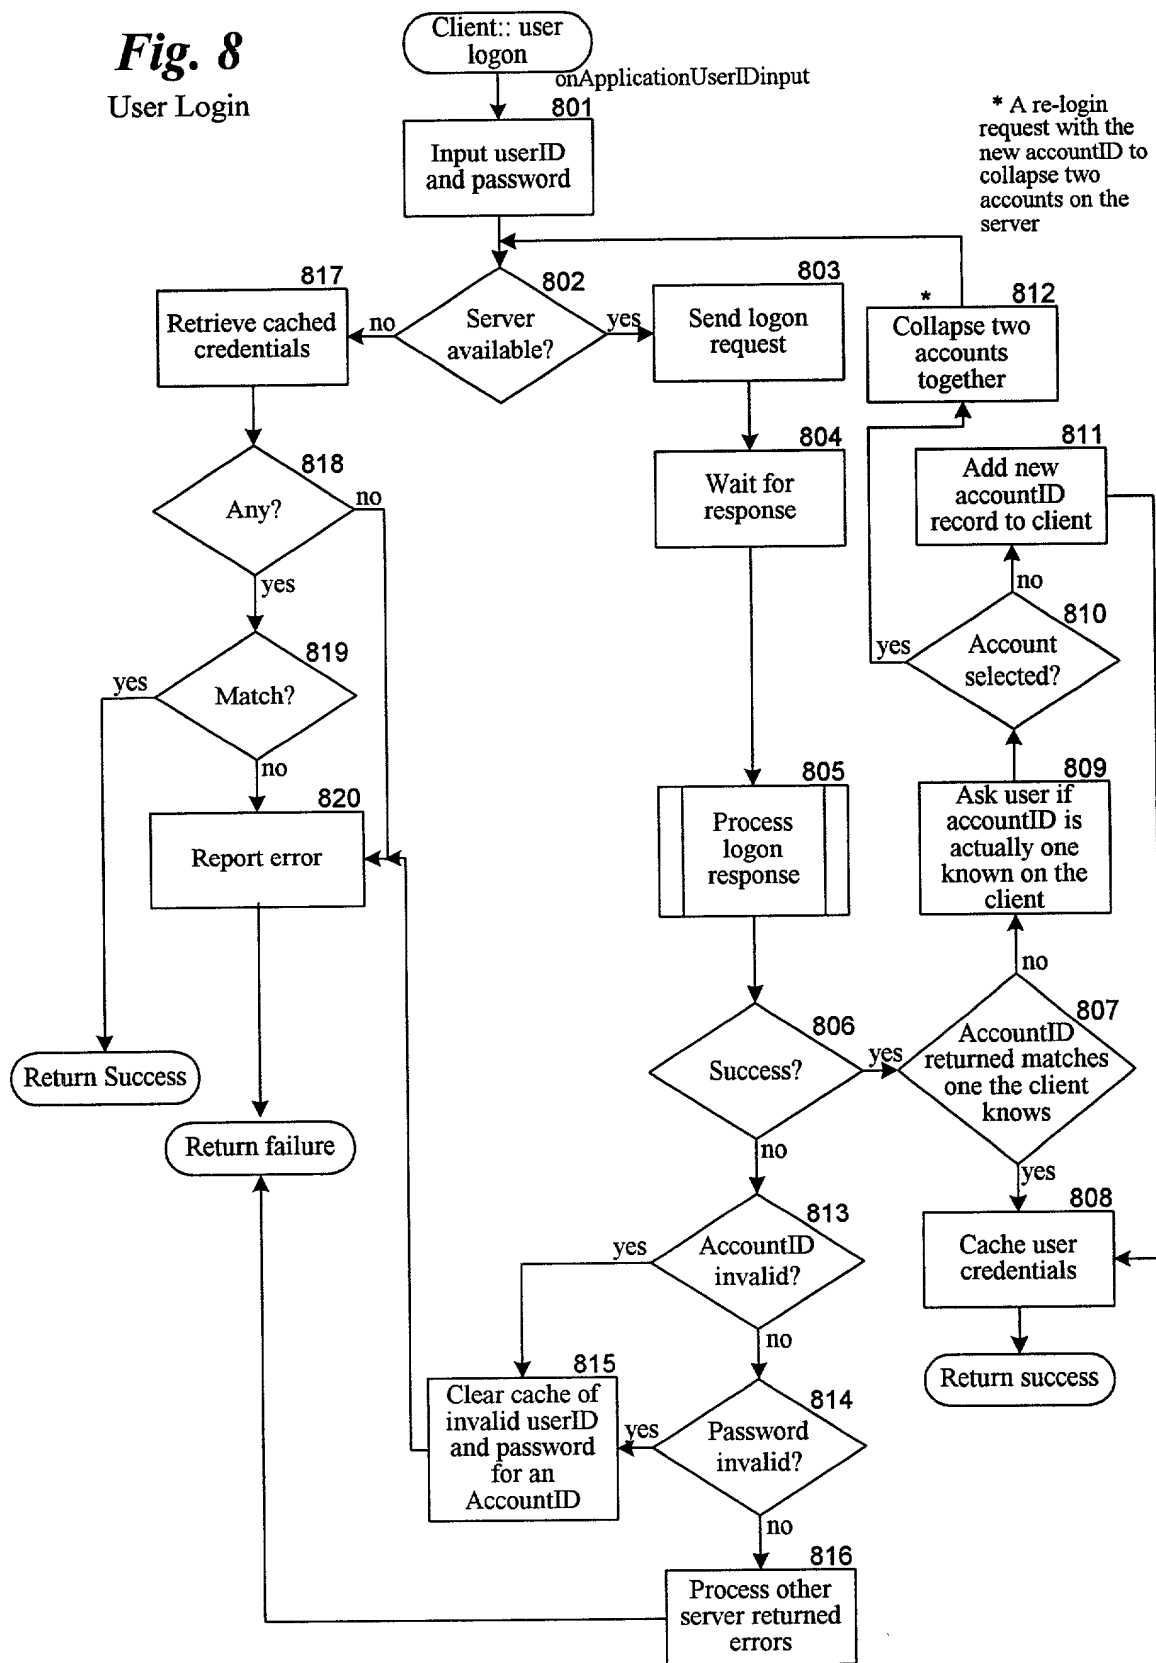 Fig. 8
User Login
Client:: user
logon
onApplicationUserIDinput
801
Input userID
and password
* A re-login
request with the
new accountID to
collapse two
accounts on the
server
817
Retrieve cached
credentials
no
802
Server
available?
yes
803
Send logon
request
*
812
Collapse two
accounts
together
818
Any?
no
yes
804
Wait for
response
811
Add new
accountID
record to client
no
810
Account
selected?
yes
819
Match?
yes
no
820
Report error
805
Process
logon
response
809
Ask user if
accountID is
actually one
known on the
client
no
806
Success?
yes
807
AccountID
returned matches
one the client
knows
Return Success
Return failure
no
yes
813
AccountID
invalid?
yes
no
808
Cache user
credentials
Return success
815
Clear cache of
invalid userID
and password
for an
AccountID
yes
814
Password
invalid?
no
816
Process other
server returned
errors